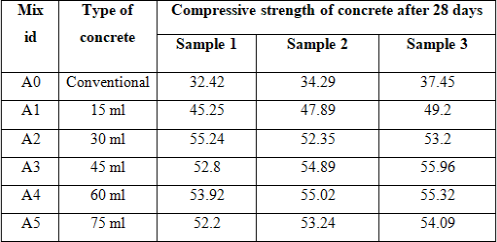 Mix id Type of concrete Compressive strength of concrete after 28 days
Sample 1 Sample 2 Sample 3
A0 Conventional 32.42 34.29 37.45
A1 15 ml 45.25 47.89 49.2
A2 30 ml 55.24 52.35 53.2
A3 45 ml 52.8 54.89 55.96
A4 60 ml 53.92 55.02 55.32
A5 75 ml 52.2 53.24 54.09